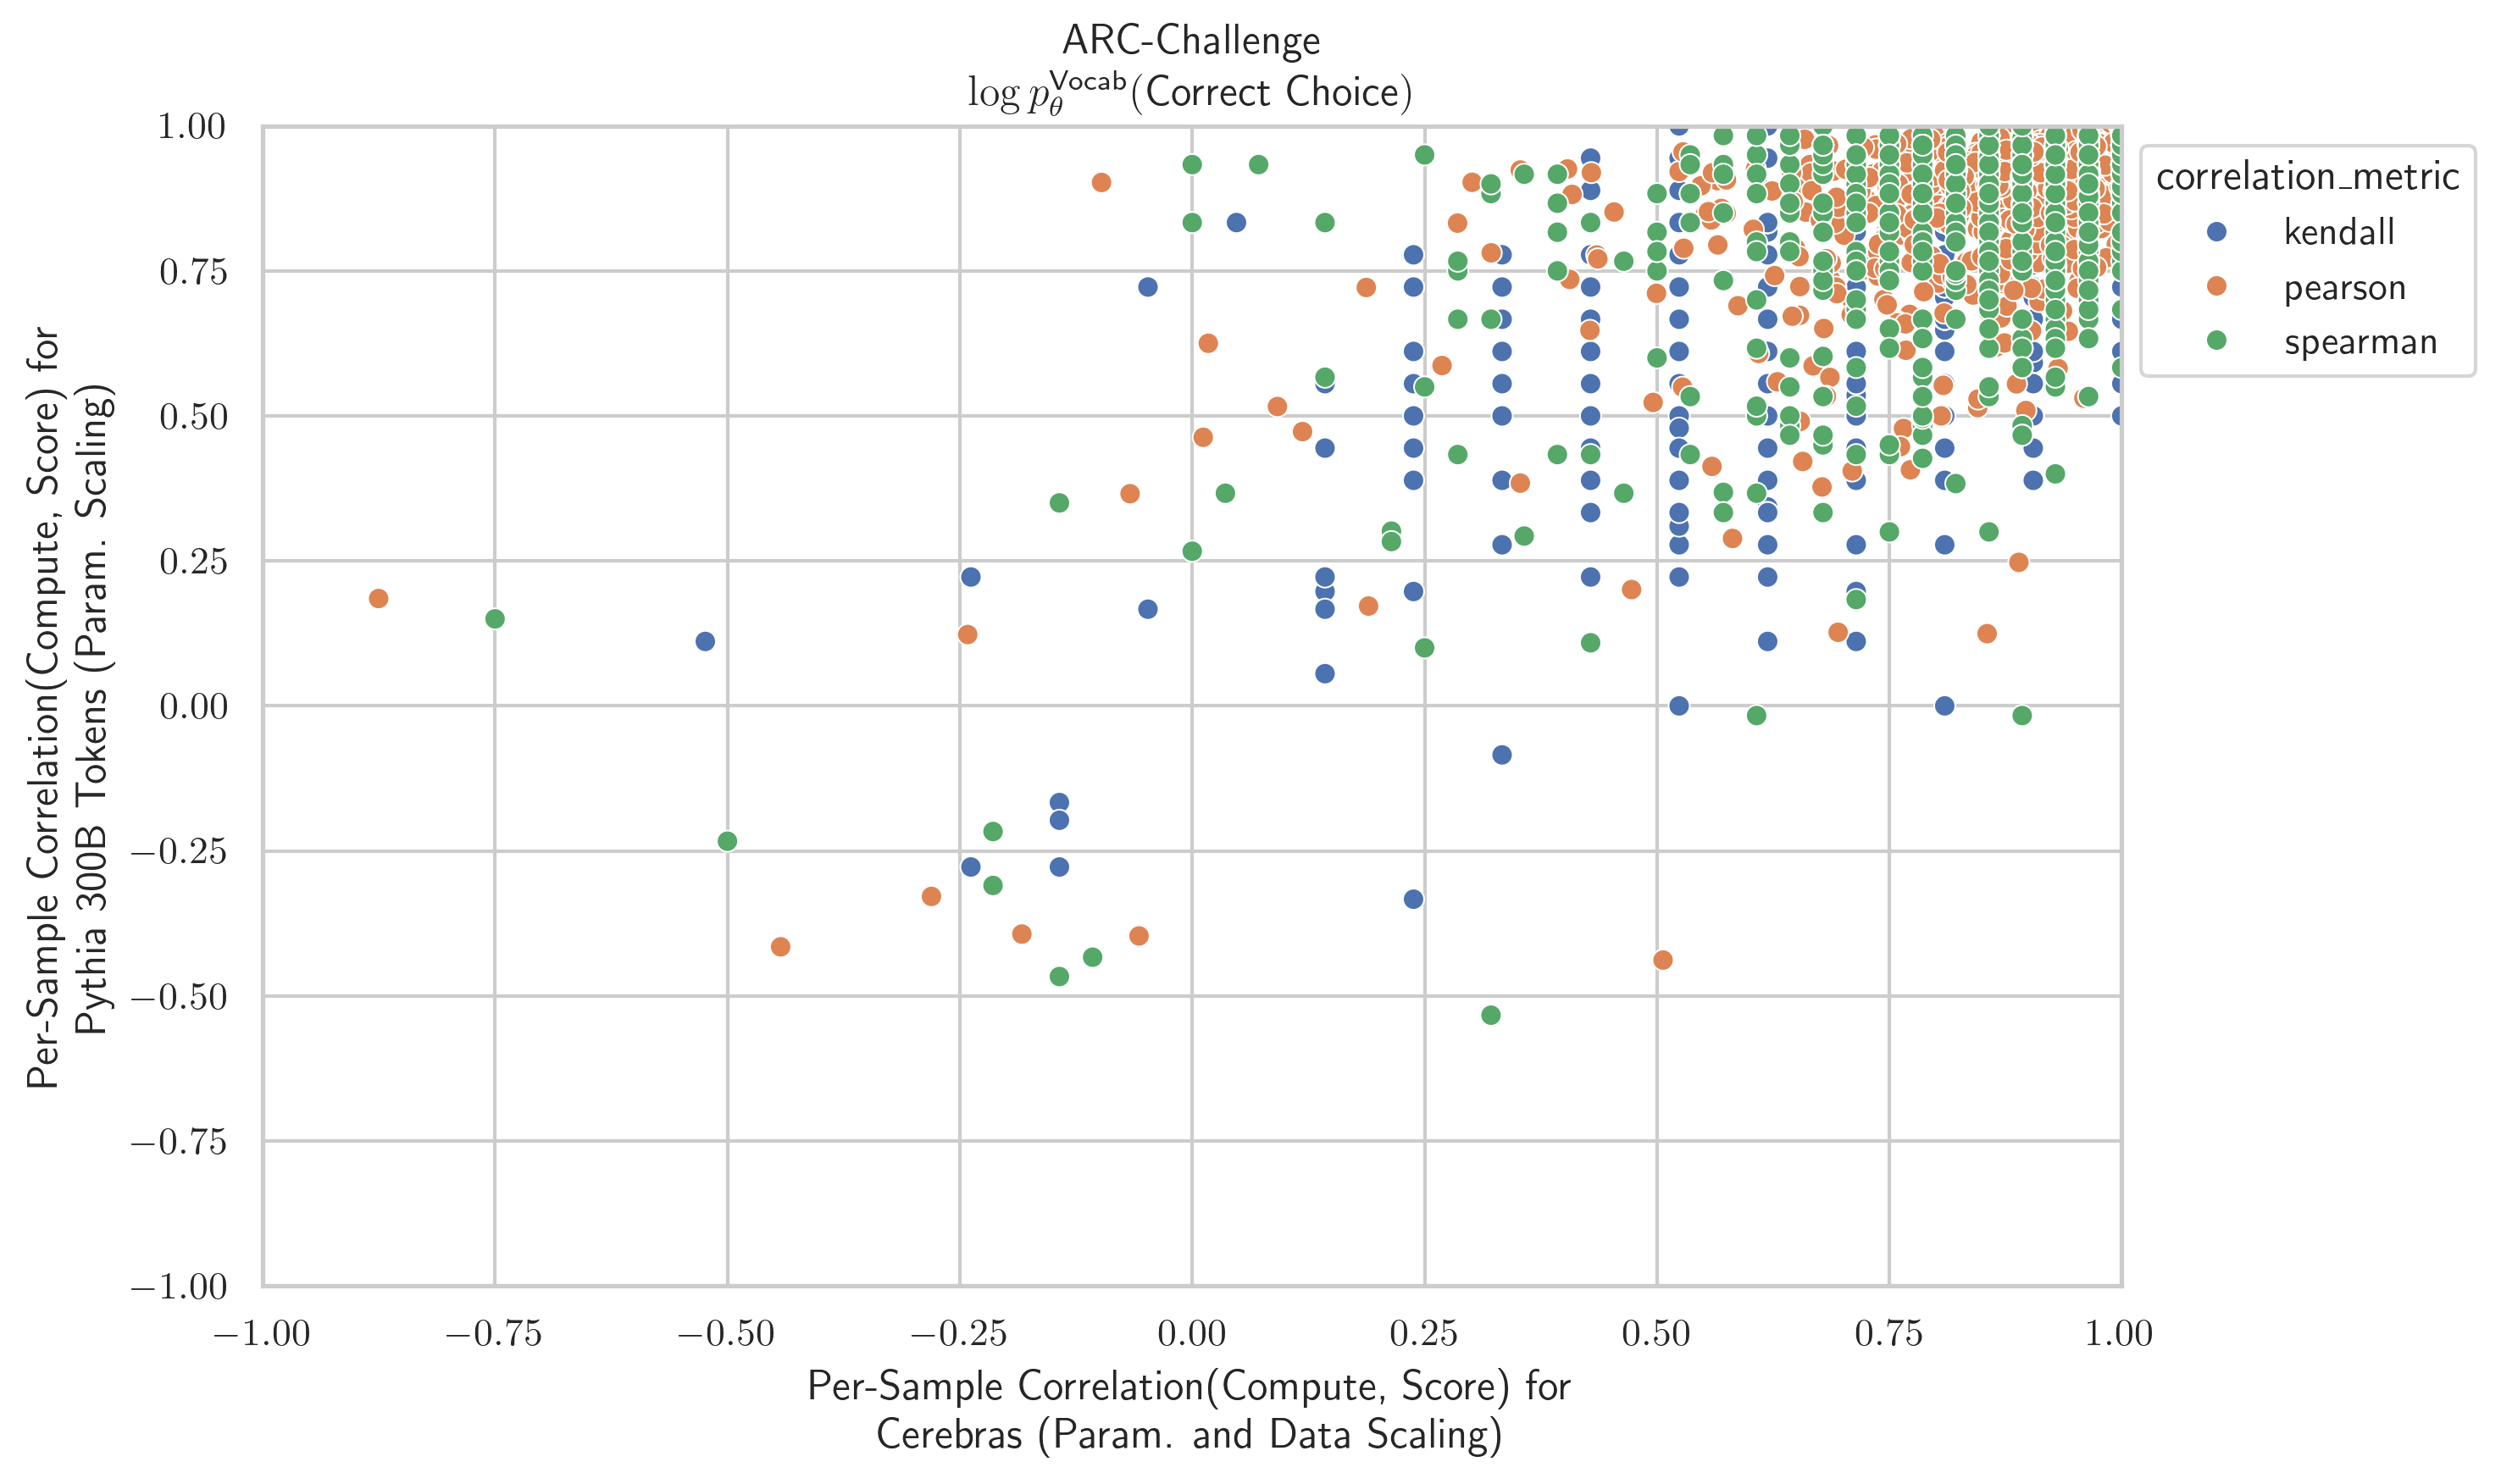 ARC-Challenge
log p_θ^Vocab(Correct Choice)
1.00
0.75
0.50
0.25
0.00
−0.25
−0.50
−0.75
−1.00
Per-Sample Correlation(Compute, Score) for
Pythia 300B Tokens (Param. Scaling)
correlation_metric
kendall
pearson
spearman
−1.00 −0.75 −0.50 −0.25 0.00 0.25 0.50 0.75 1.00
Per-Sample Correlation(Compute, Score) for
Cerebras (Param. and Data Scaling)